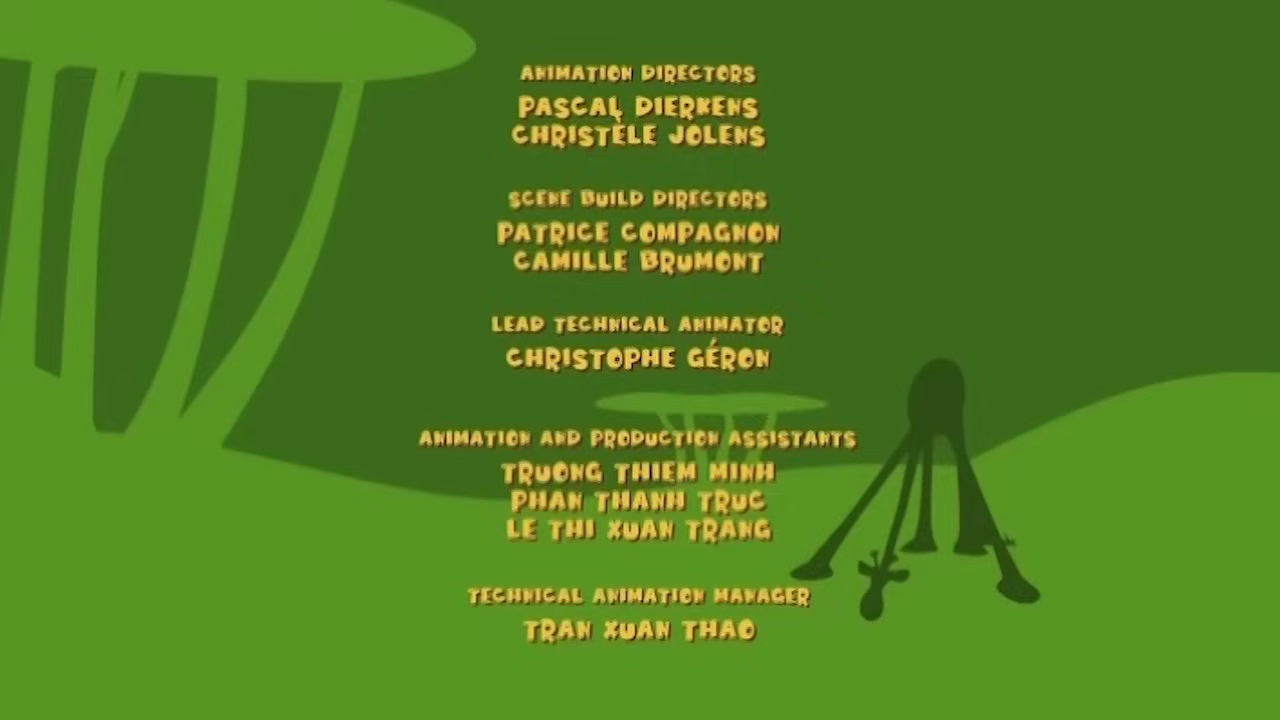 ANIMATION DIRECTORS
PASCAL DIERKENS
CHRISTÈLE JOLENS
SCENE BUILD DIRECTORS
PATRICE COMPAGNON
CAMILLE BRUMONT
LEAD TECHNICAL ANIMATOR
CHRISTOPHE GÉRON
ANIMATION AND PRODUCTION ASSISTANTS
TRUONG THIEM MINH
PHAN THANH TRUC
LE THI XUAN TRANG
TECHNICAL ANIMATION MANAGER
TRAN XUAN THAO